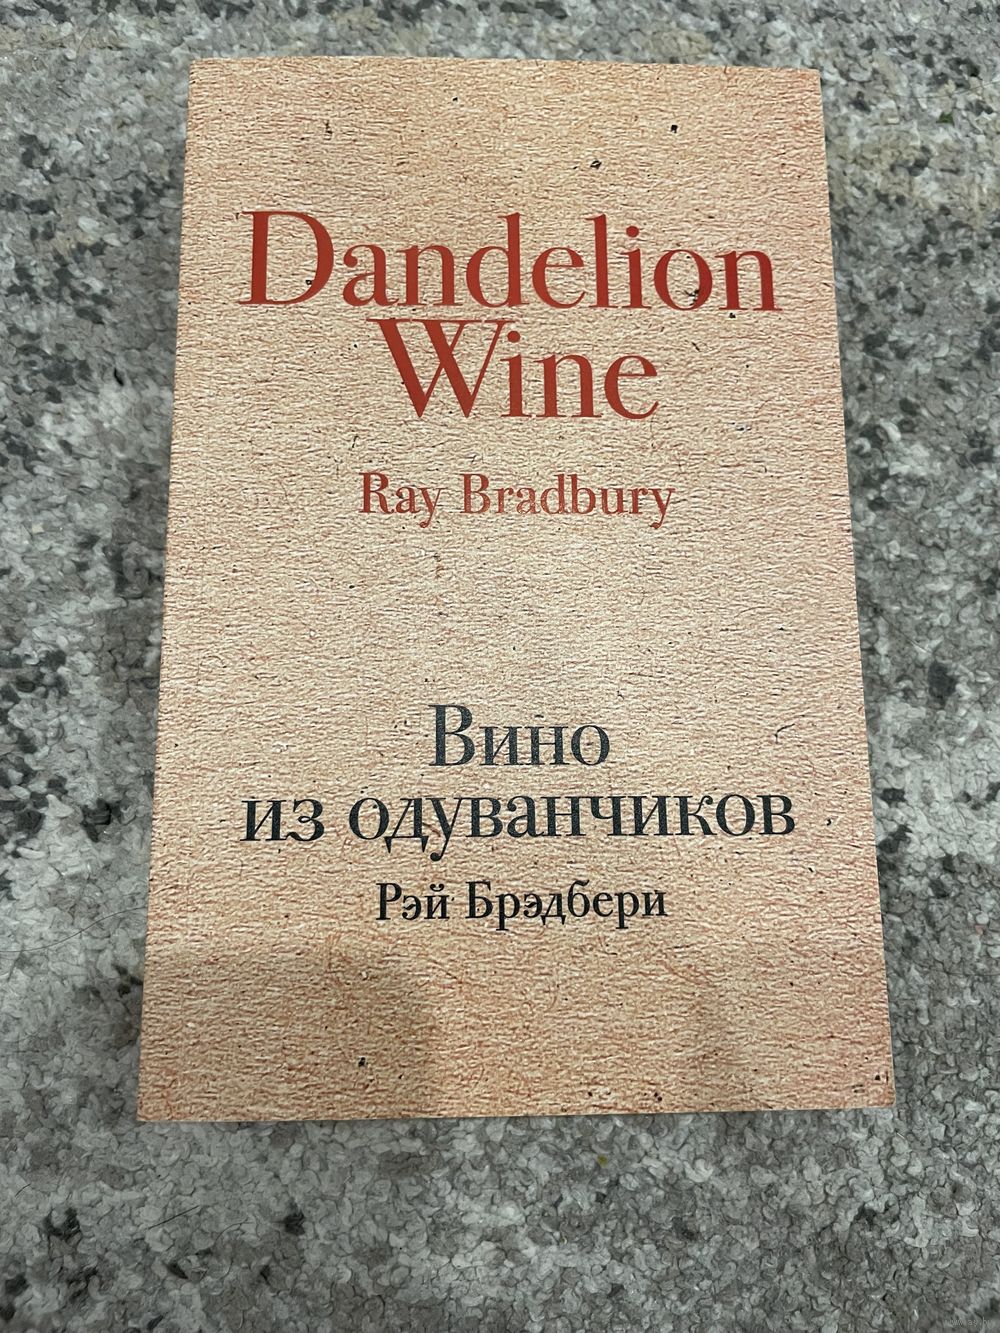 Dandelion
Wine
Ray Bradbury
Вино
из одуванчиков
Рэй Брэдбери